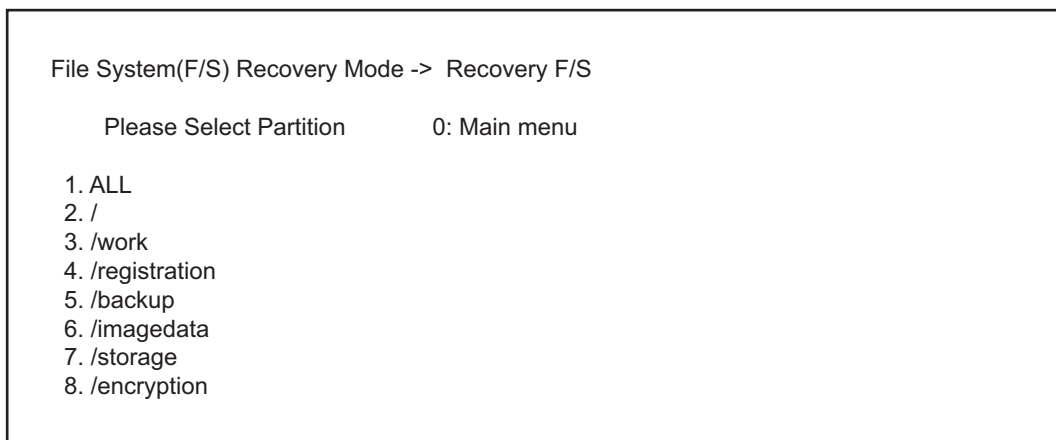 File System(F/S) Recovery Mode -> Recovery F/S
Please Select Partition 0: Main menu
1. ALL
2. /
3. /work
4. /registration
5. /backup
6. /imagedata
7. /storage
8. /encryption